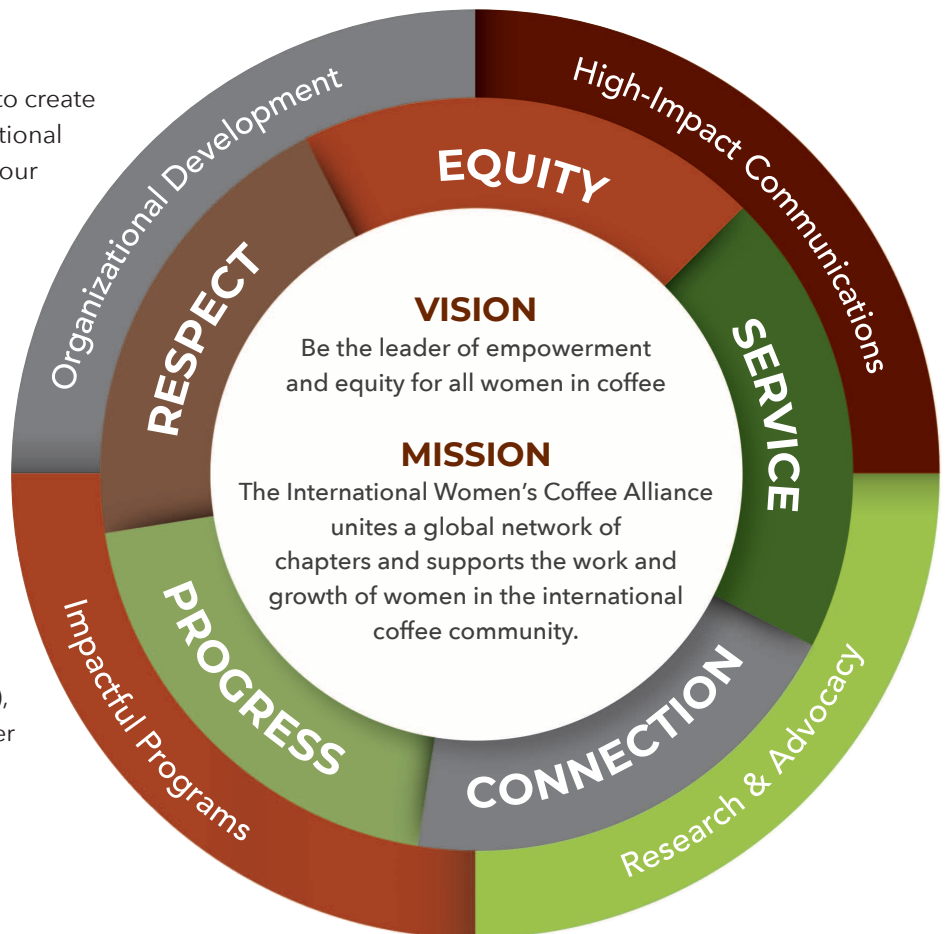 to create
tional
our
),
er
Organizational Development
High-Impact Communications
Research & Advocacy
Impactful Programs
EQUITY
SERVICE
CONNECTION
PROGRESS
RESPECT
VISION
Be the leader of empowerment
and equity for all women in coffee
MISSION
The International Women’s Coffee Alliance
unites a global network of
chapters and supports the work and
growth of women in the international
coffee community.